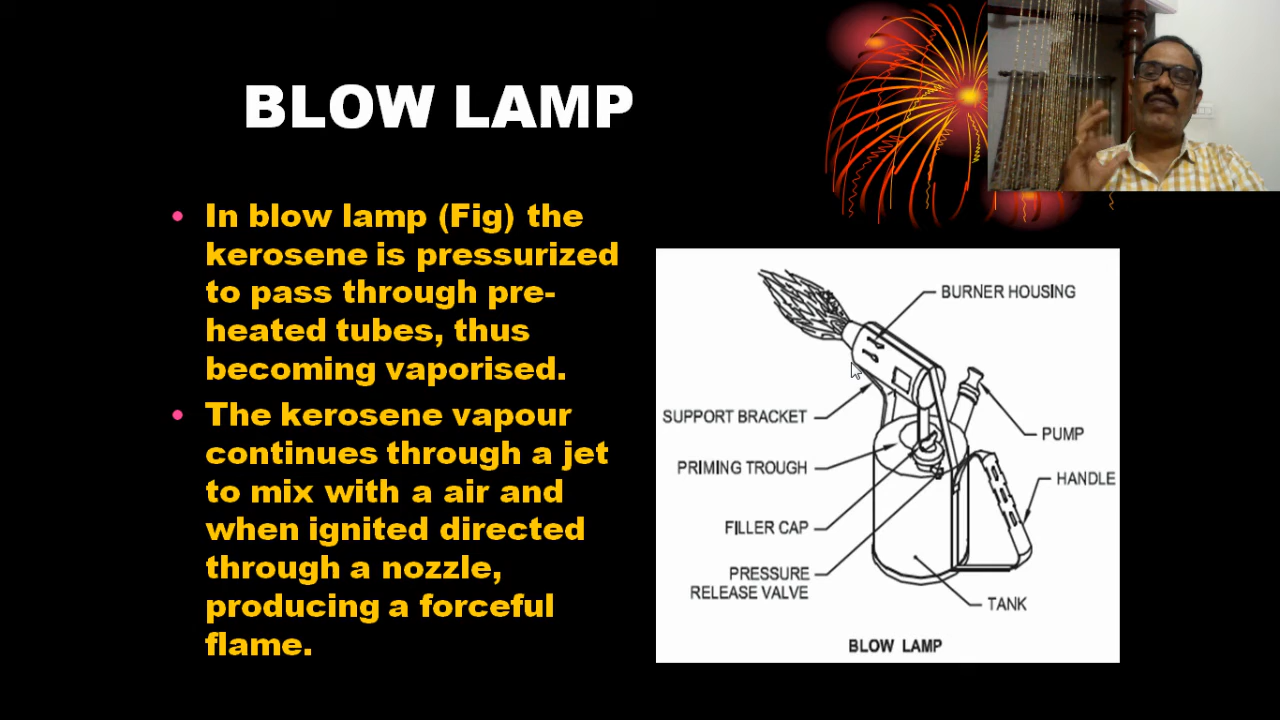 BLOW LAMP
• In blow lamp (Fig) the
kerosene is pressurized
to pass through pre-
heated tubes, thus
becoming vaporised.
• The kerosene vapour
continues through a jet
to mix with a air and
when ignited directed
through a nozzle,
producing a forceful
flame.
BURNER HOUSING
SUPPORT BRACKET
PUMP
PRIMING TROUGH
HANDLE
FILLER CAP
PRESSURE
RELEASE VALVE
TANK
BLOW LAMP